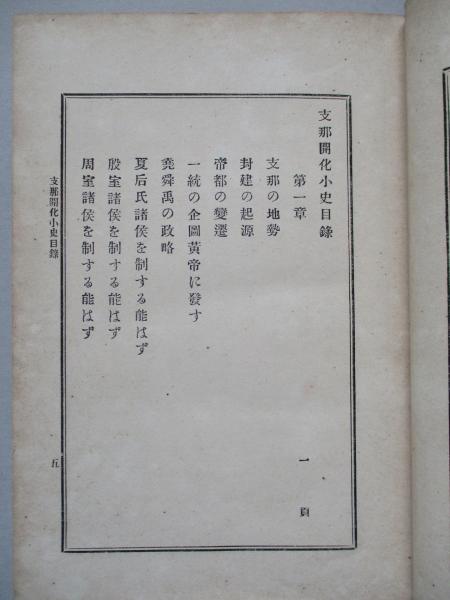 支那開化小史目錄
第一章　一頁
支那の地勢
封建の起源
帝都の變遷
一統の企圖黃帝に發す
堯舜禹の政略
夏后氏諸侯を制する能はず
殷室諸侯を制する能はず
周室諸侯を制する能はず
支那開化小史目錄　五